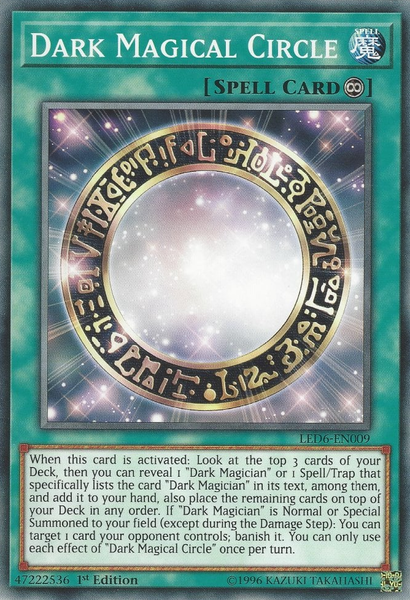 DARK MAGICAL CIRCLE
SPELL
魔
[SPELL CARD]
LED6-EN009
When this card is activated: Look at the top 3 cards of your
Deck, then you can reveal 1 "Dark Magician" or 1 Spell/Trap that
specifically lists the card "Dark Magician" in its text, among them,
and add it to your hand, also place the remaining cards on top of
your Deck in any order. If "Dark Magician" is Normal or Special
Summoned to your field (except during the Damage Step): You can
target 1 card your opponent controls; banish it. You can only use
each effect of "Dark Magical Circle" once per turn.
47222536 1st Edition ©1996 KAZUKI TAKAHASHI